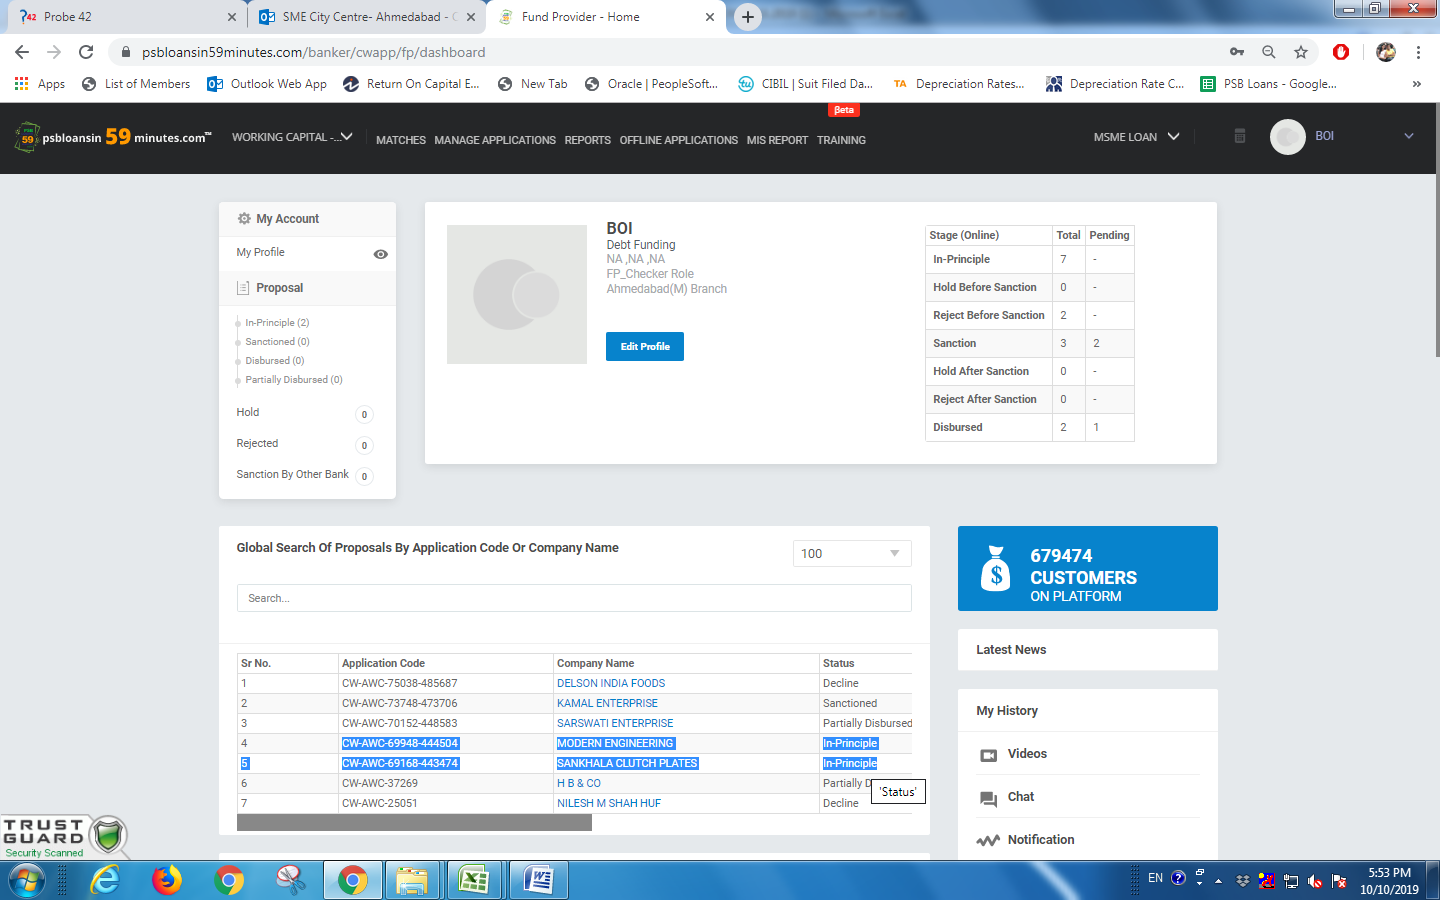 Probe 42
SME City Centre- Ahmedabad - O
Fund Provider - Home
psbloansin59minutes.com/banker/cwapp/fp/dashboard
Apps
List of Members
Outlook Web App
Return On Capital E...
New Tab
Oracle | PeopleSoft...
CIBIL | Suit Filed Da...
TA Depreciation Rates...
Depreciation Rate C...
PSB Loans - Google...
»
psbloansin 59 minutes.com™
WORKING CAPITAL -...
MATCHES
MANAGE APPLICATIONS
REPORTS
OFFLINE APPLICATIONS
MIS REPORT
βeta
TRAINING
MSME LOAN
BOI
My Account
My Profile
Proposal
In-Principle (2)
Sanctioned (0)
Disbursed (0)
Partially Disbursed (0)
Hold 0
Rejected 0
Sanction By Other Bank 0
BOI
Debt Funding
NA ,NA ,NA
FP_Checker Role
Ahmedabad(M) Branch
Edit Profile
Stage (Online) Total Pending
In-Principle 7 -
Hold Before Sanction 0 -
Reject Before Sanction 2 -
Sanction 3 2
Hold After Sanction 0 -
Reject After Sanction 0 -
Disbursed 2 1
Global Search Of Proposals By Application Code Or Company Name
100
Search...
Sr No. Application Code Company Name Status
1 CW-AWC-75038-485687 DELSON INDIA FOODS Decline
2 CW-AWC-73748-473706 KAMAL ENTERPRISE Sanctioned
3 CW-AWC-70152-448583 SARSWATI ENTERPRISE Partially Disbursed
4 CW-AWC-69948-444504 MODERN ENGINEERING In-Principle
5 CW-AWC-69168-443474 SANKHALA CLUTCH PLATES In-Principle
6 CW-AWC-37269 H B & CO Partially D
'Status'
7 CW-AWC-25051 NILESH M SHAH HUF Decline
679474
CUSTOMERS
ON PLATFORM
Latest News
My History
Videos
Chat
Notification
TRUST
GUARD
Security Scanned
EN
5:53 PM
10/10/2019